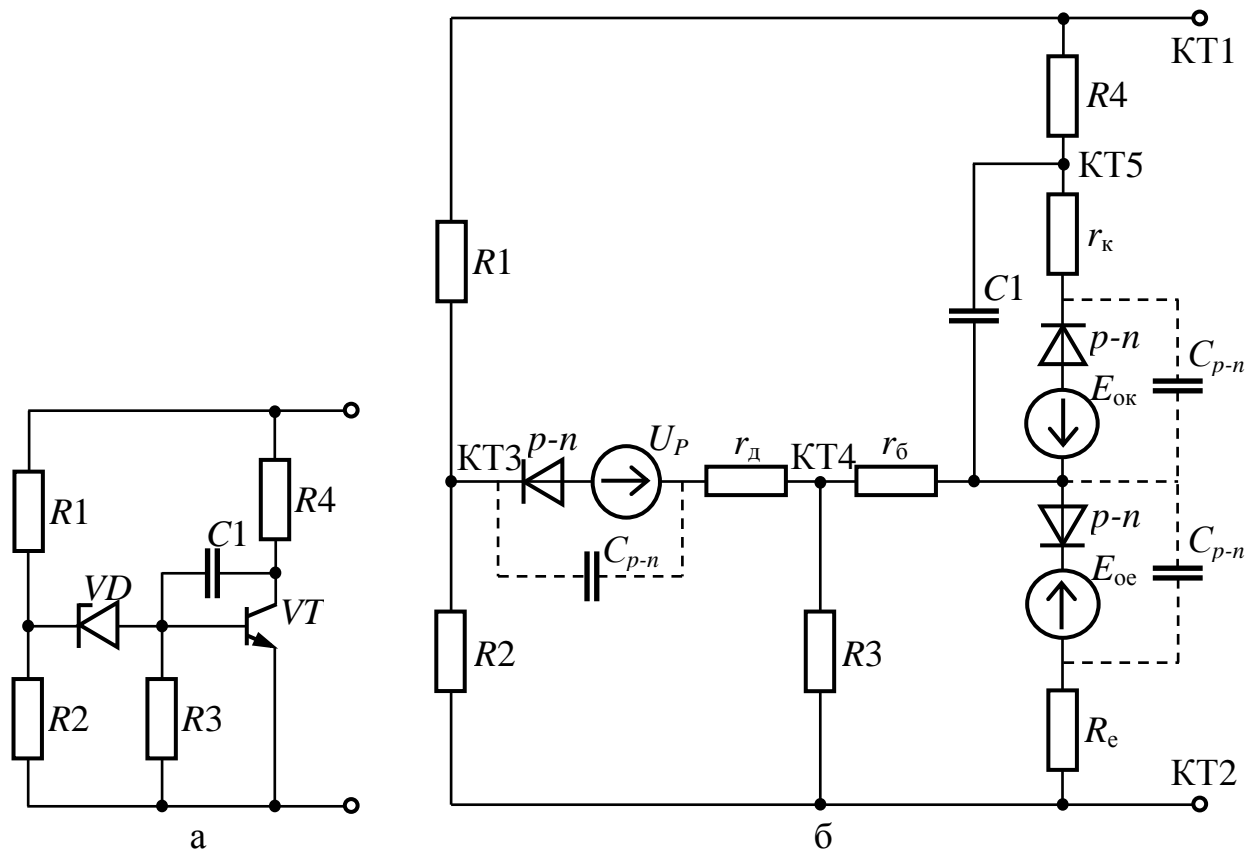 КТ1
R4
КТ5
rк
R1
C1
p-n
Cp-n
Eок
КТ3
p-n
UP
rд
КТ4
rб
Cp-n
p-n
Cp-n
Eое
R2
R3
Rе
КТ2
б
R1
R4
C1
VD
VT
R2
R3
а